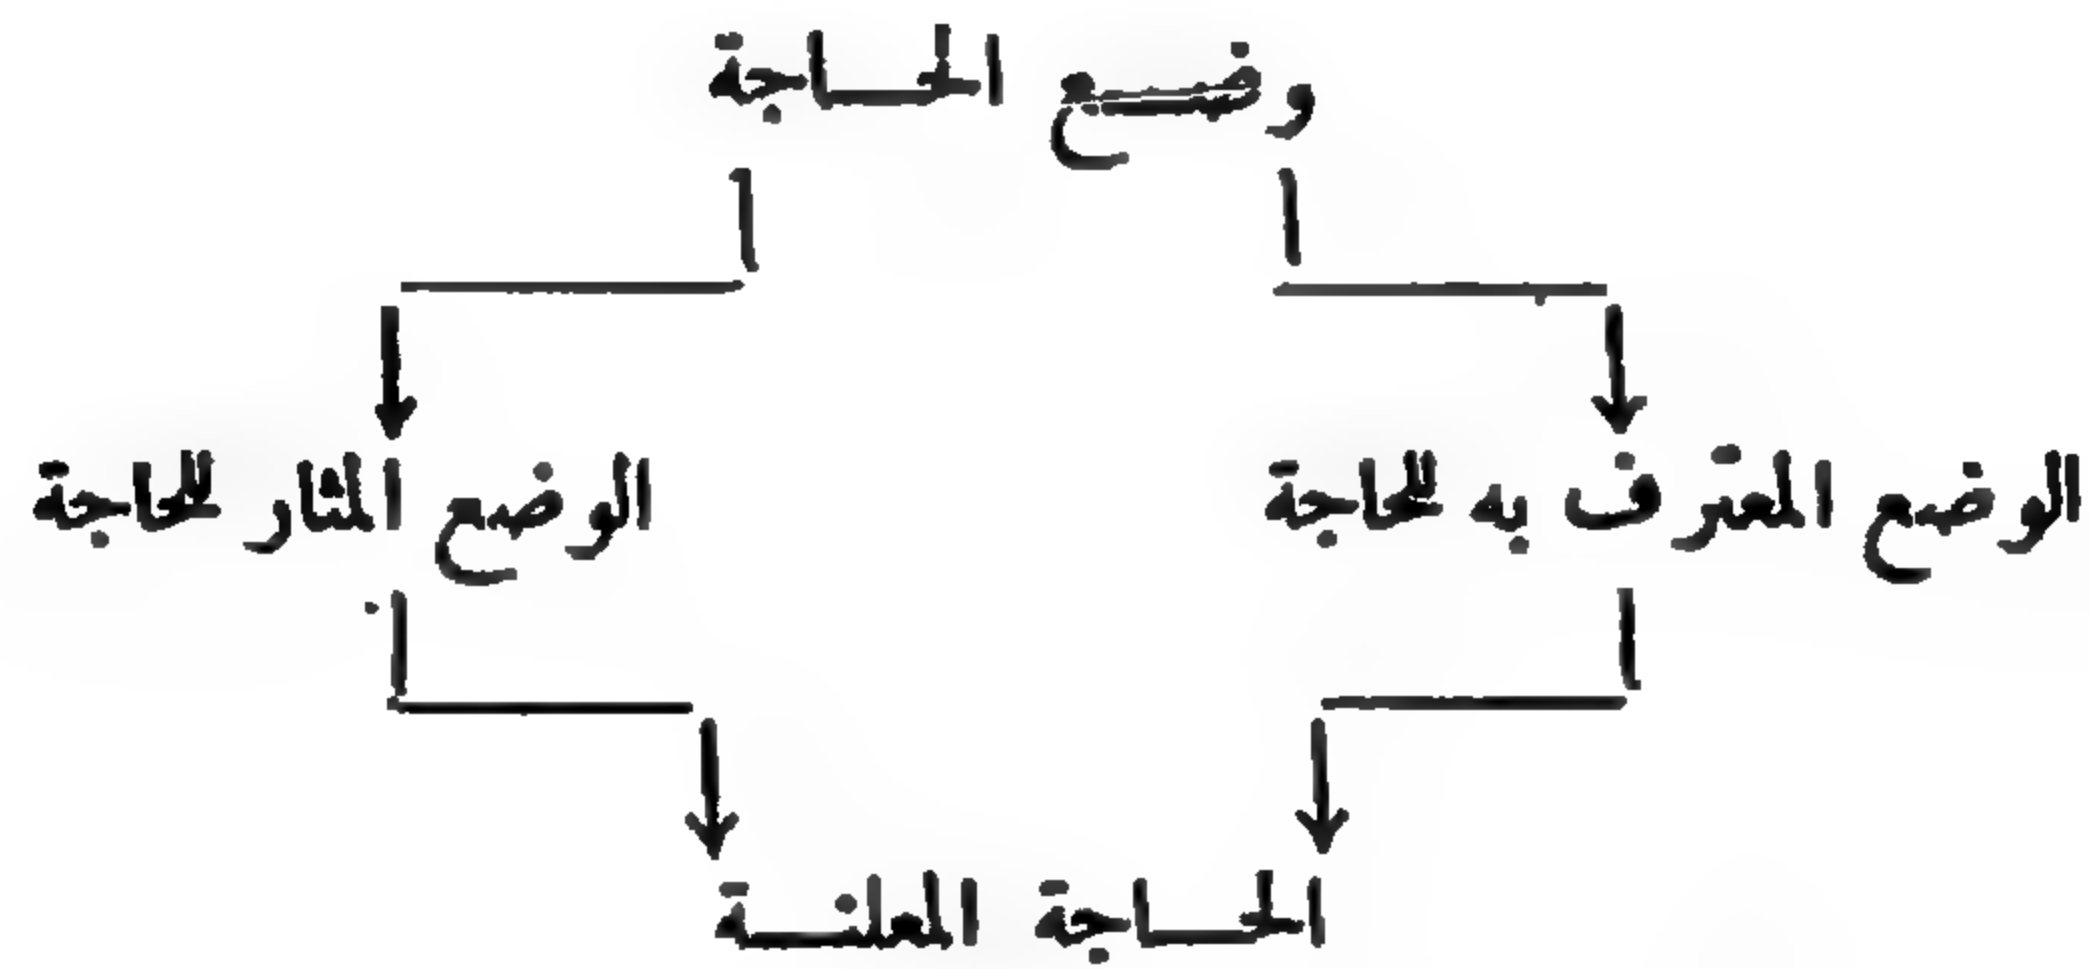 وضع الحاجة
الوضع المعترف به للحاجة
الوضع المثار للحاجة
الحاجة المعلنة